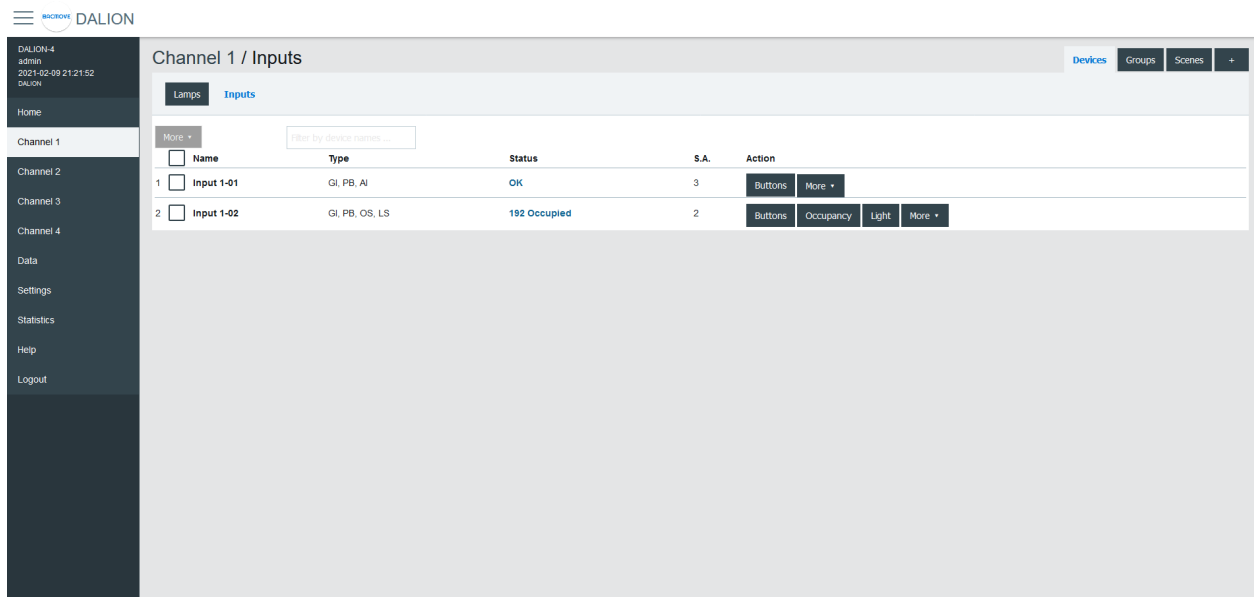 BACMOVE DALION
DALION-4
admin
2021-02-09 21:21:52
DALION
Home
Channel 1
Channel 2
Channel 3
Channel 4
Data
Settings
Statistics
Help
Logout
Channel 1 / Inputs
Devices Groups Scenes +
Lamps Inputs
More ▾ Filter by device names ...
Name Type Status S.A. Action
1 Input 1-01 GI, PB, AI OK 3 Buttons More ▾
2 Input 1-02 GI, PB, OS, LS 192 Occupied 2 Buttons Occupancy Light More ▾